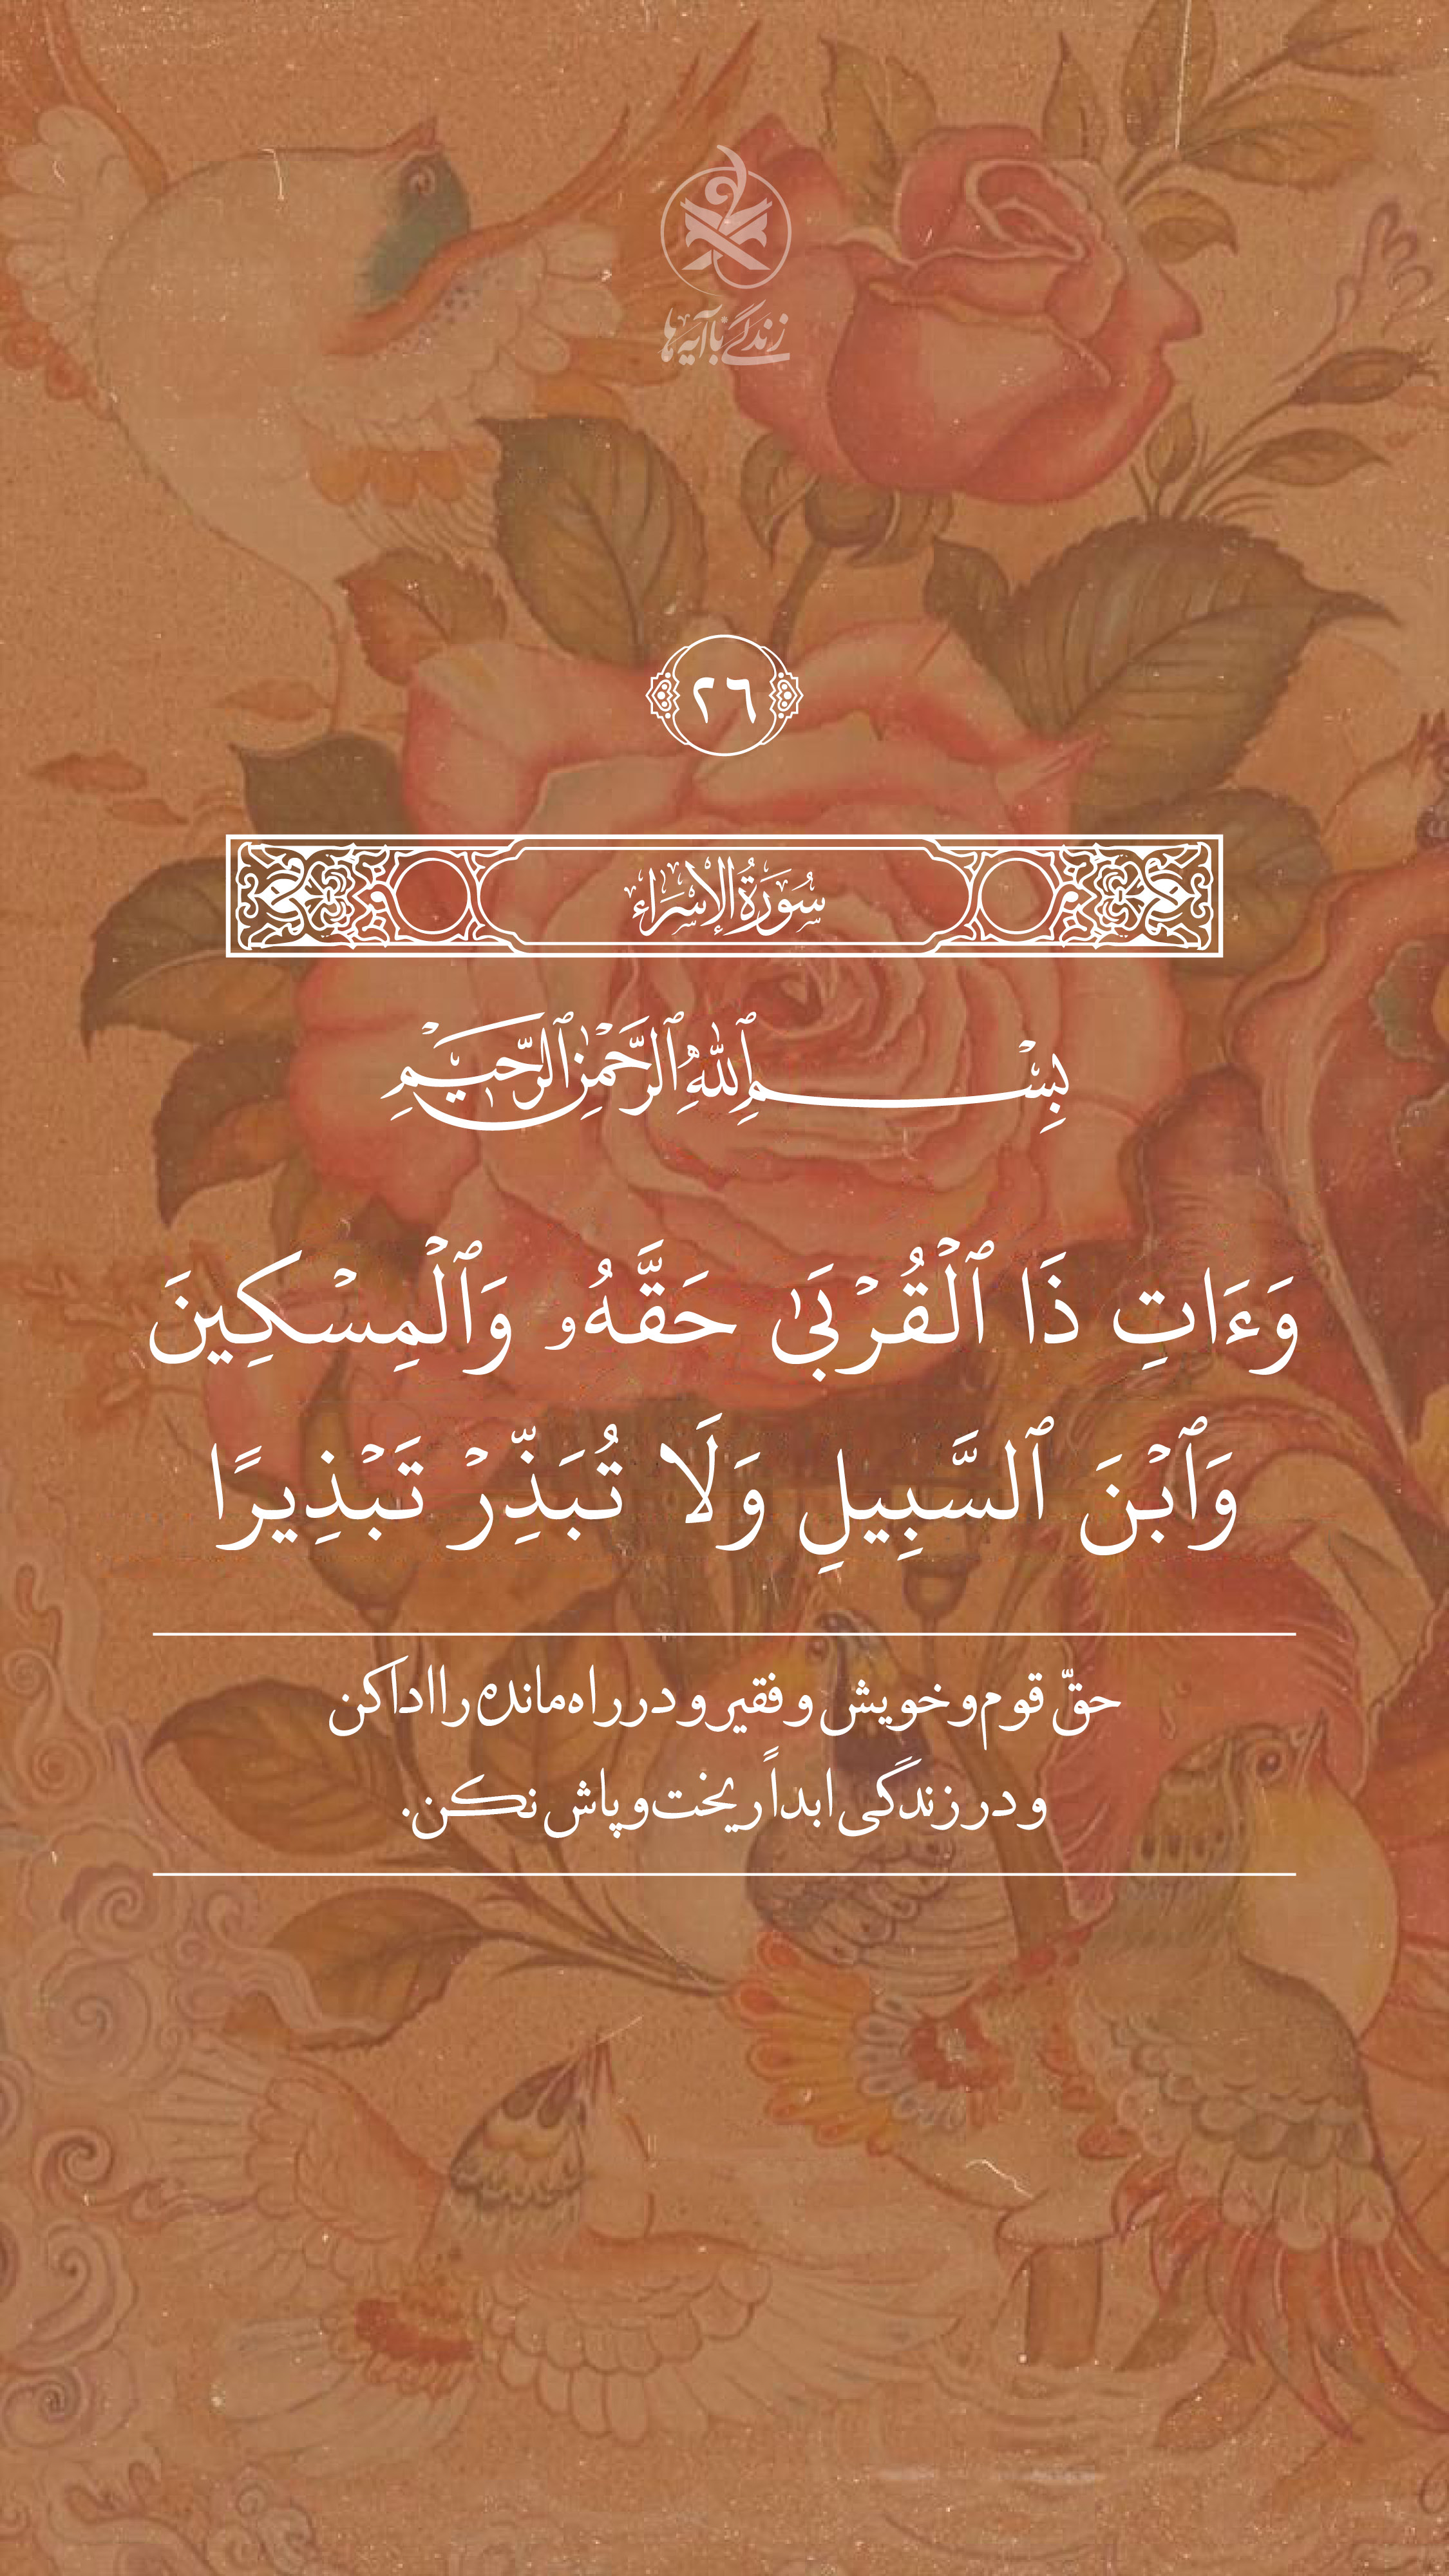 زندگی با آیه‌ها
٢٦
سُورَةُ الإِسْرَاء
بِسْمِ ٱللَّهِ ٱلرَّحْمَٰنِ ٱلرَّحِيمِ
وَءَاتِ ذَا ٱلْقُرْبَىٰ حَقَّهُۥ وَٱلْمِسْكِينَ
وَٱبْنَ ٱلسَّبِيلِ وَلَا تُبَذِّرْ تَبْذِيرًا
حقّ قوم و خویش و فقیر و در راه مانده را ادا کن
و در زندگی ابداً ریخت و پاش نکن.